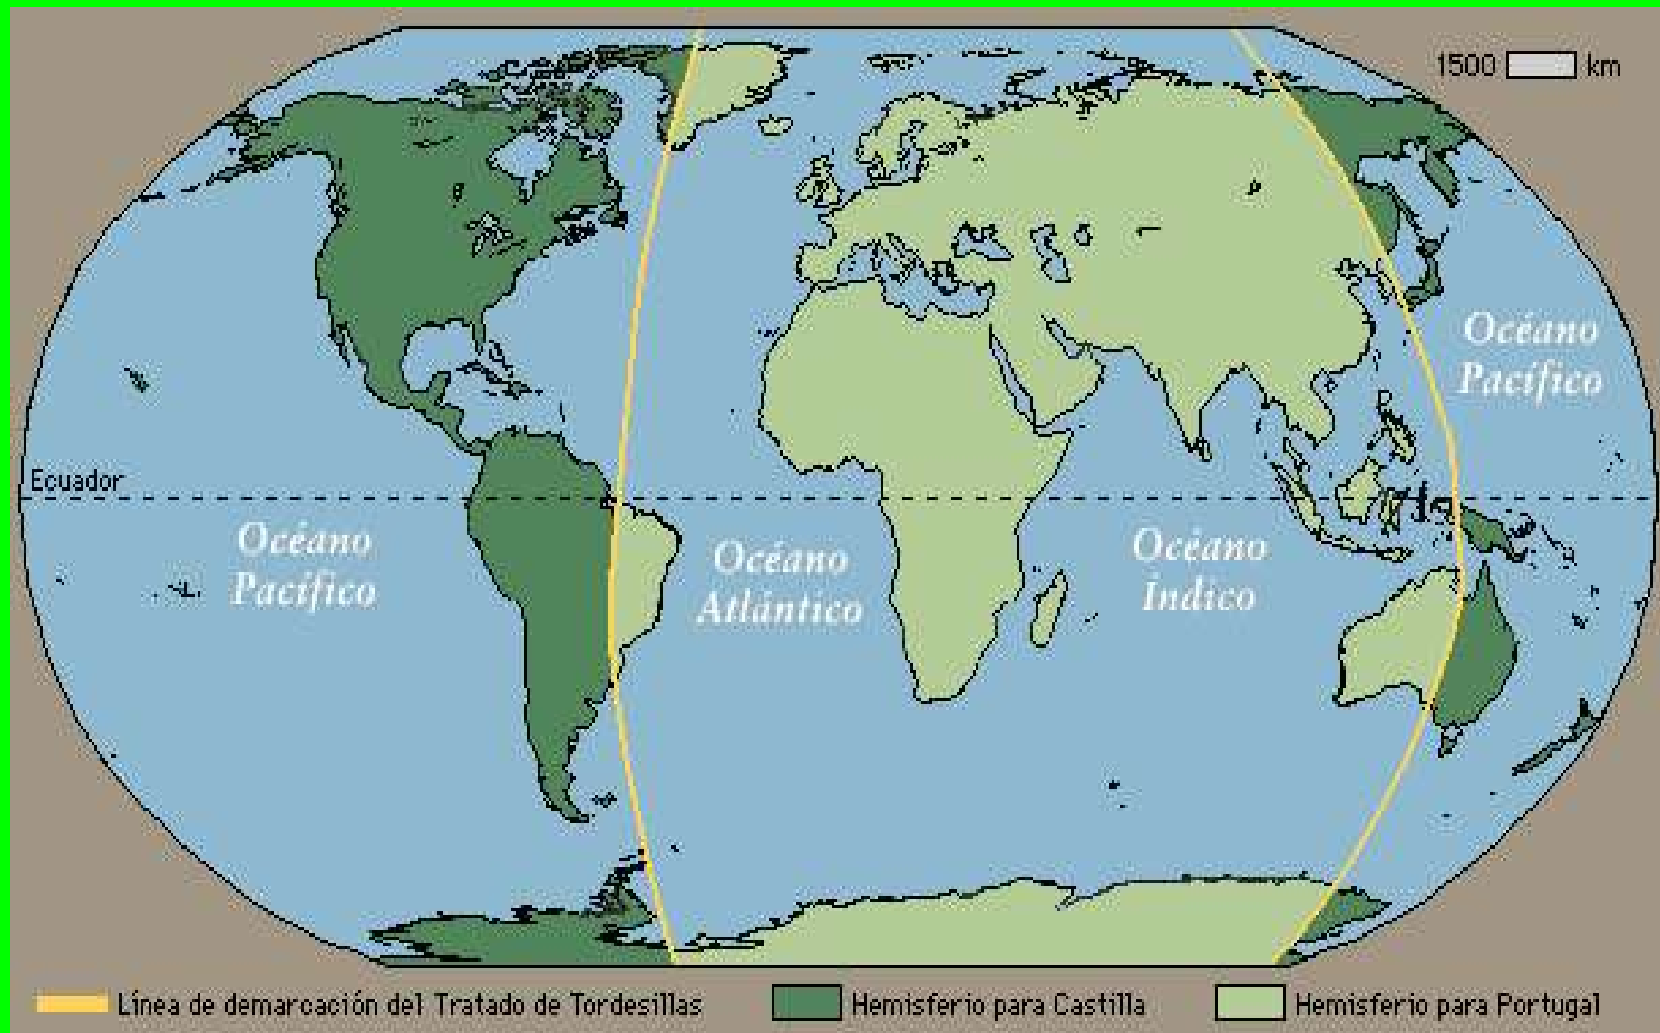 1500 km
Océano
Pacífico
Ecuador
Océano
Pacífico
Océano
Atlántico
Océano
Índico
Línea de demarcación del Tratado de Tordesillas
Hemisferio para Castilla
Hemisferio para Portugal